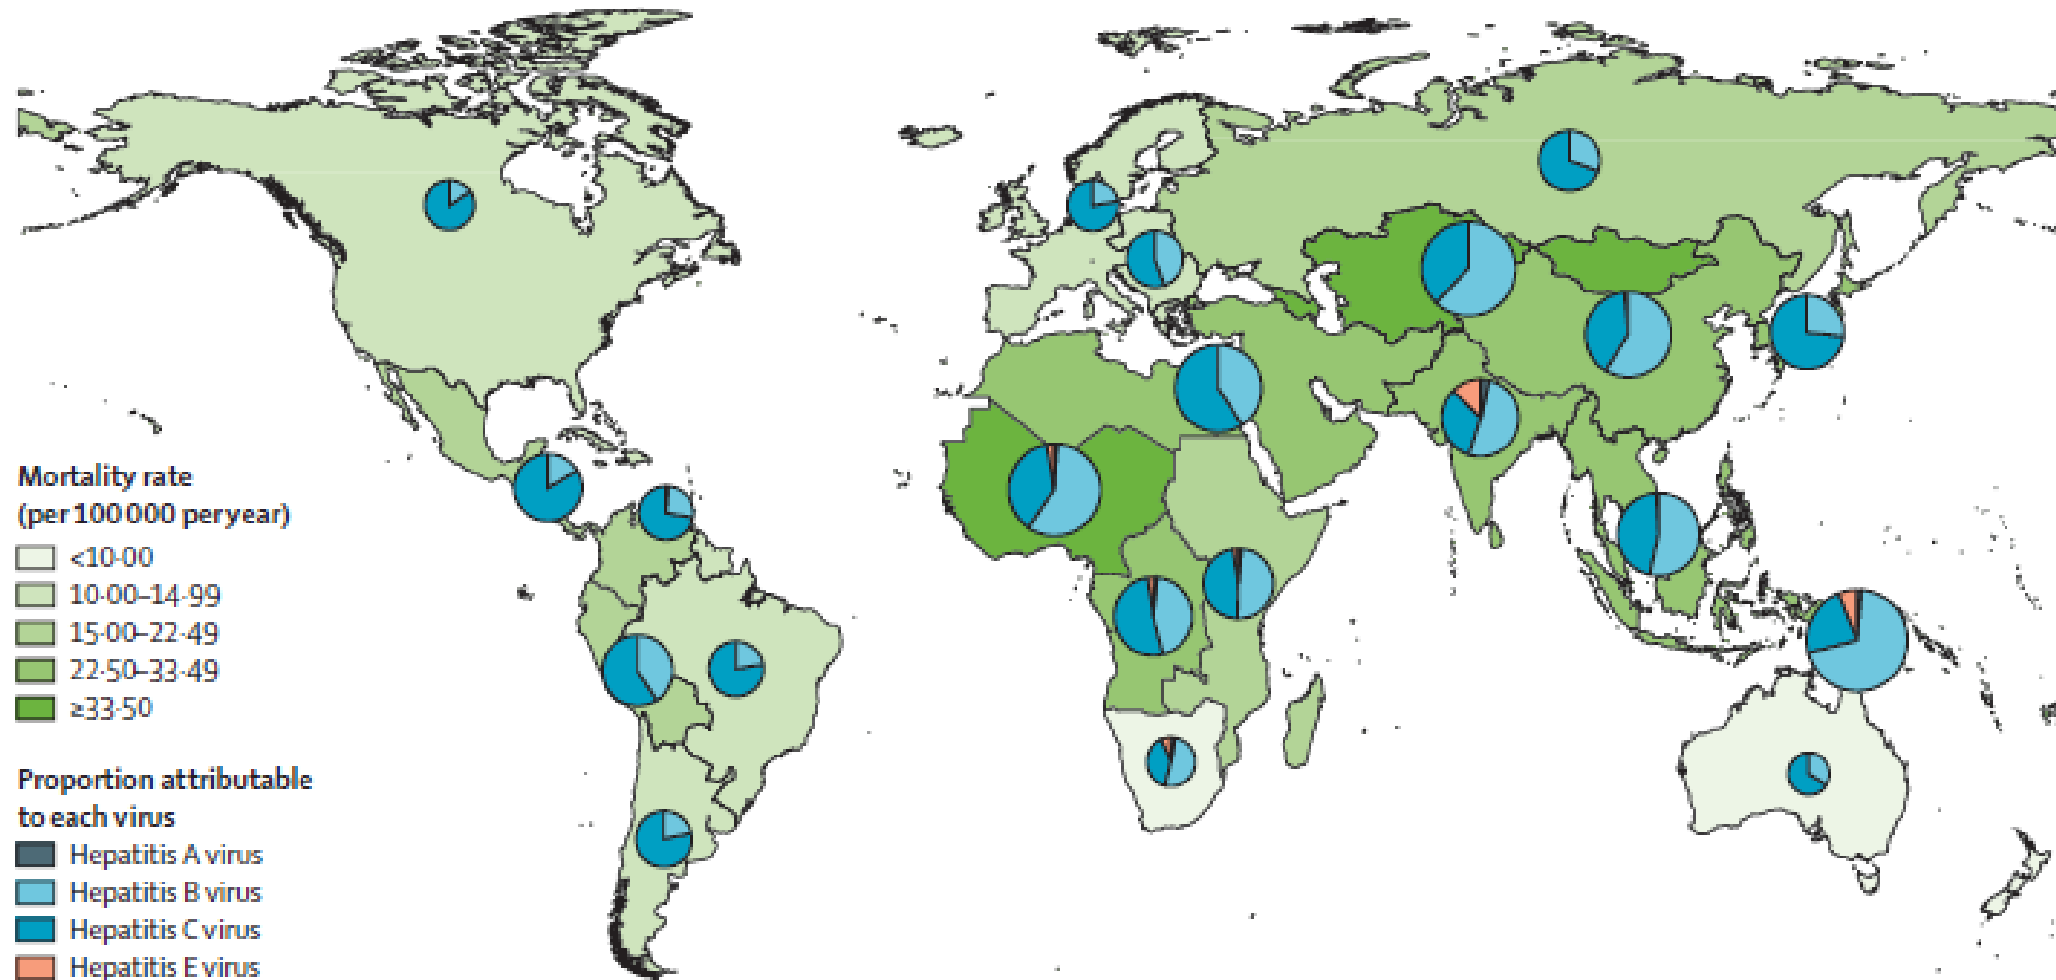 Mortality rate
(per 100 000 per year)
<10·00
10·00–14·99
15·00–22·49
22·50–33·49
≥33·50
Proportion attributable
to each virus
Hepatitis A virus
Hepatitis B virus
Hepatitis C virus
Hepatitis E virus